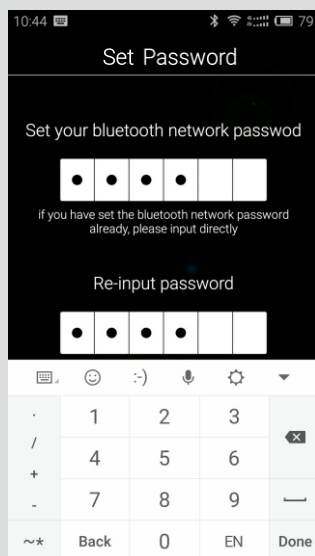 10:44 79
Set Password
Set your bluetooth network passwod
if you have set the bluetooth network password
already, please input directly
Re-input password
:-)
. 1 2 3
/ 4 5 6
+
- 7 8 9
~* Back 0 EN Done